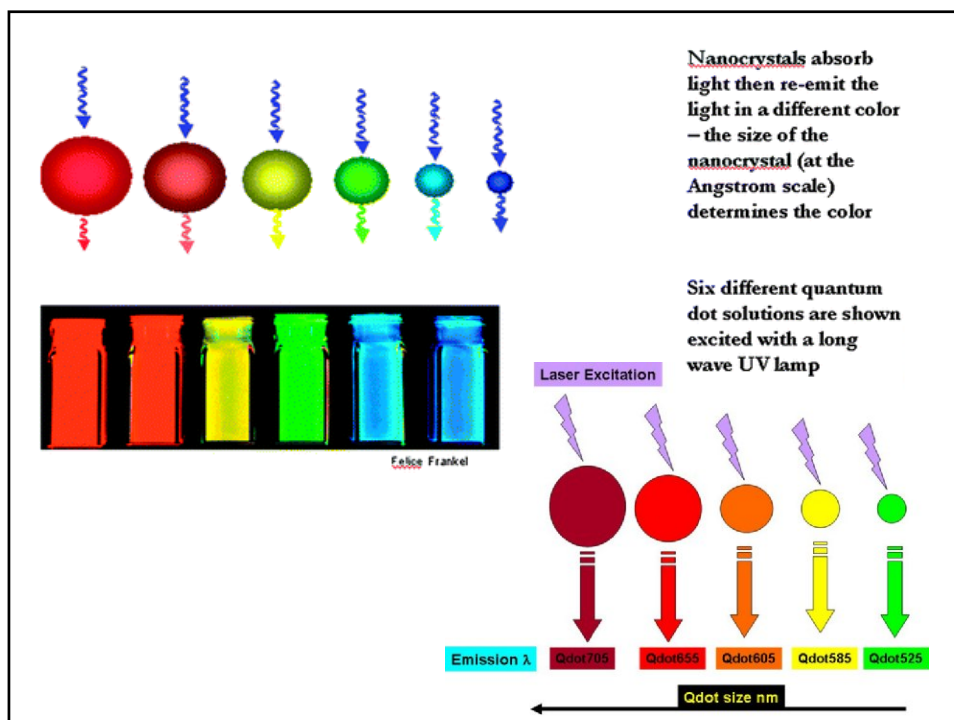 Nanocrystals absorb
light then re-emit the
light in a different color
– the size of the
nanocrystal (at the
Angstrom scale)
determines the color
Six different quantum
dot solutions are shown
excited with a long
wave UV lamp
Felice Frankel
Laser Excitation
Emission λ
Qdot705
Qdot655
Qdot605
Qdot585
Qdot525
Qdot size nm